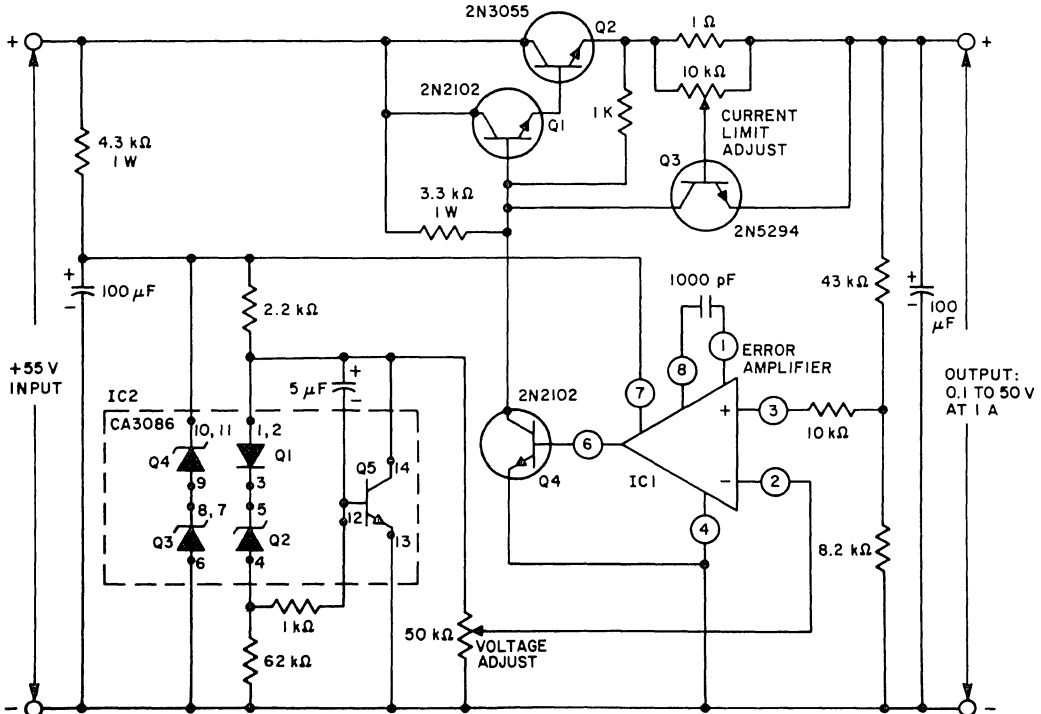 2N3055
+
Q2
1 Ω
+
2N2102
10 kΩ
Q1
1 K
CURRENT
LIMIT
ADJUST
4.3 kΩ
1 W
Q3
3.3 kΩ
1 W
2N5294
+
100 μF
-
2.2 kΩ
1000 pF
43 kΩ
+
-
100
μF
+55 V
INPUT
1
ERROR
AMPLIFIER
8
7
5 μF
+
-
OUTPUT:
0.1 TO 50 V
AT 1 A
IC2
CA3086
2N2102
10, 11
1, 2
Q4
Q1
Q5
14
+
3
10 kΩ
6
9
3
IC1
-
2
8, 7
5
12
Q4
Q3
Q2
13
4
6
4
8.2 kΩ
1 kΩ
50 kΩ
VOLTAGE
ADJUST
62 kΩ
-
-